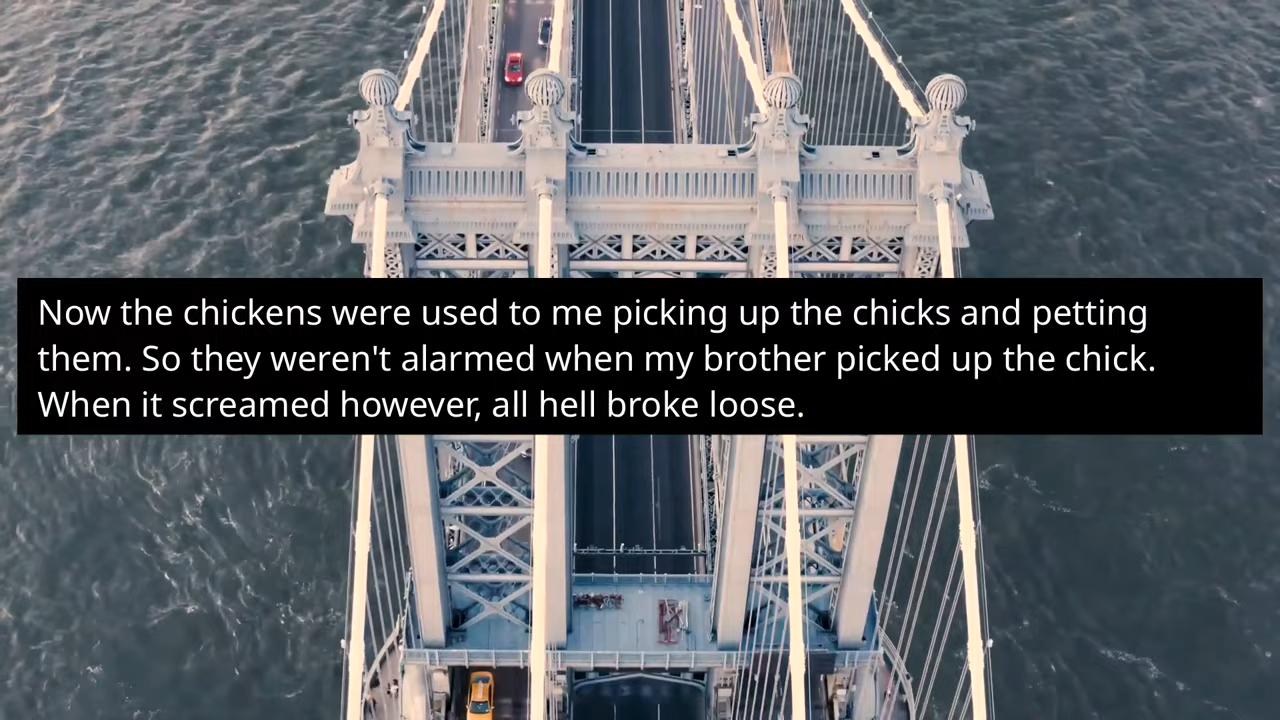 Now the chickens were used to me picking up the chicks and petting
them. So they weren't alarmed when my brother picked up the chick.
When it screamed however, all hell broke loose.